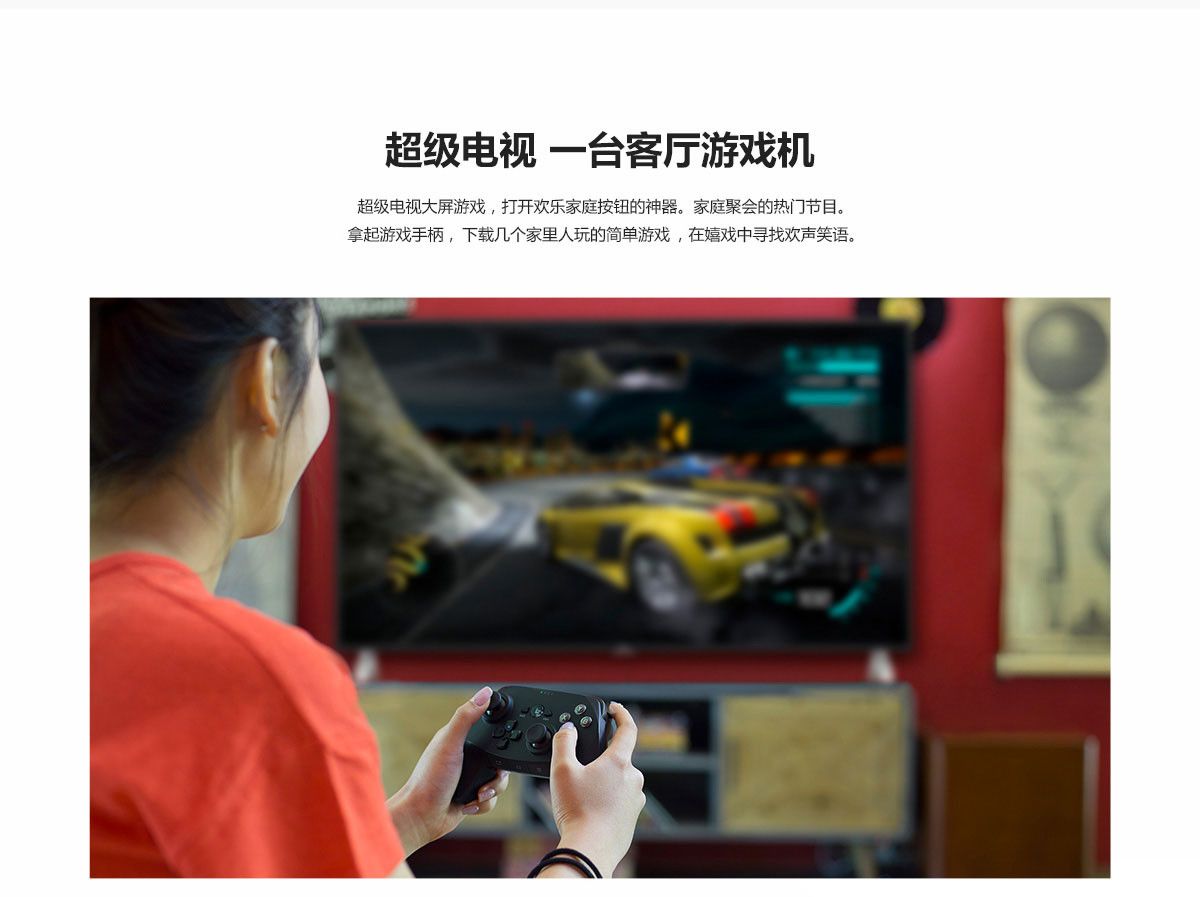 超级电视 一台客厅游戏机
超级电视大屏游戏，打开欢乐家庭按钮的神器。家庭聚会的热门节目。
拿起游戏手柄， 下载几个家里人玩的简单游戏 ，在嬉戏中寻找欢声笑语。